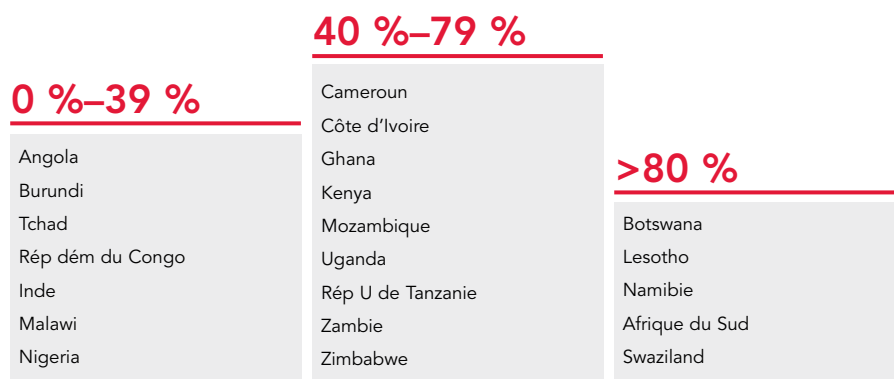 0 %–39 %
Angola
Burundi
Tchad
Rép dém du Congo
Inde
Malawi
Nigeria
40 %–79 %
Cameroun
Côte d’Ivoire
Ghana
Kenya
Mozambique
Uganda
Rép U de Tanzanie
Zambie
Zimbabwe
>80 %
Botswana
Lesotho
Namibie
Afrique du Sud
Swaziland